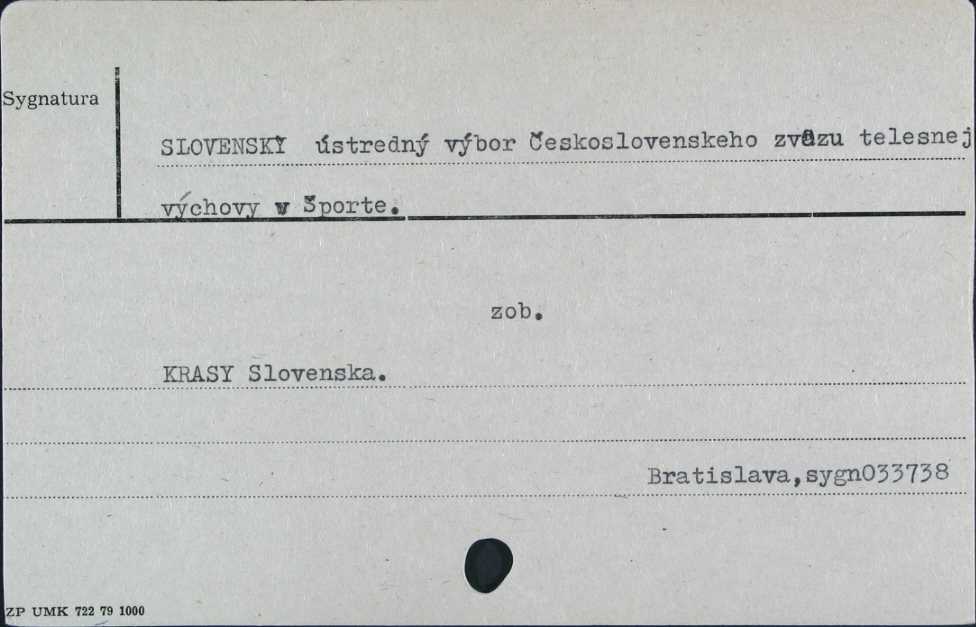 Sygnatura
SLOVENSKÝ ústredný výbor Československeho zväzu telesnej
výchovy v Športe.
zob.
KRASY Slovenska.
Bratislava,sygn033738
ZP UMK 722 79 1000